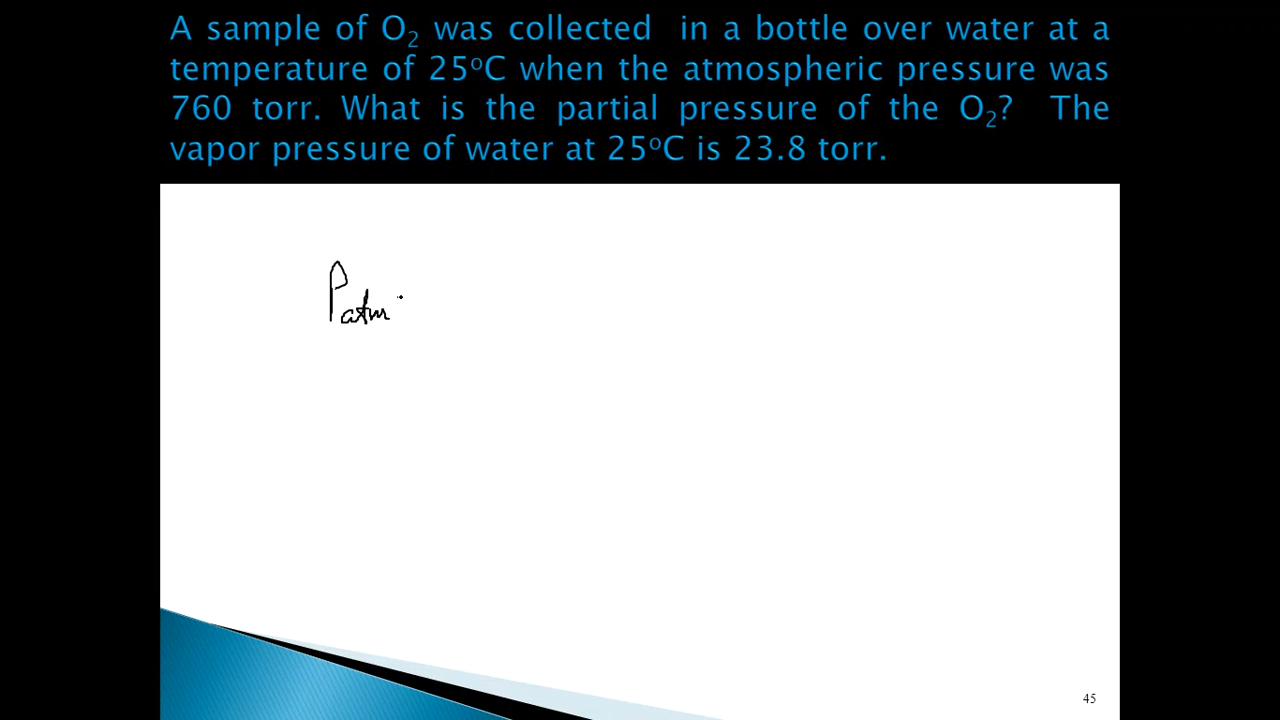 A sample of O₂ was collected in a bottle over water at a
temperature of 25ᵒC when the atmospheric pressure was
760 torr. What is the partial pressure of the O₂? The
vapor pressure of water at 25ᵒC is 23.8 torr.
Patm
45